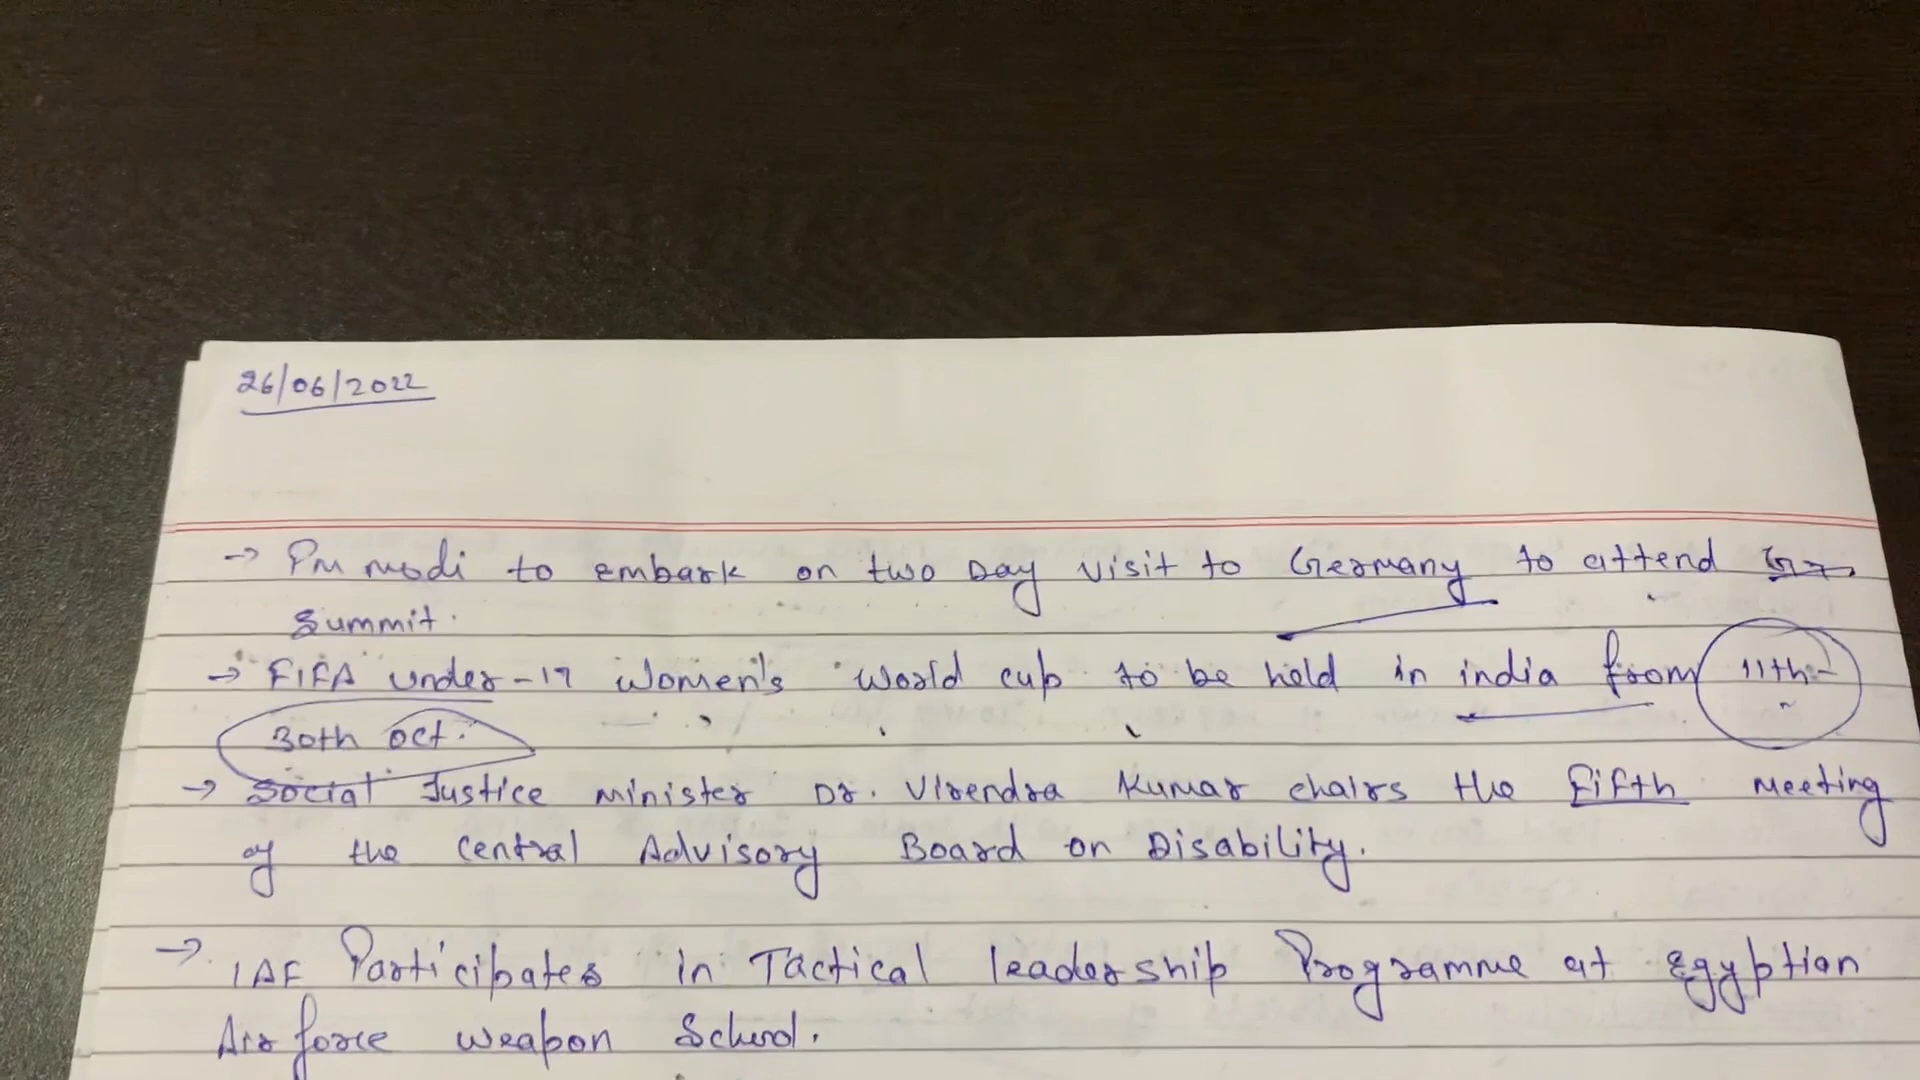 26/06/2022
→ PM modi to embark on two Day visit to Germany to attend G7
Summit.
→ FIFA under-17 Women's World cup to be held in india from 11th -
30th oct.
→ Social Justice minister Dr. Virendra Kumar chairs the fifth Meeting
of the Central Advisory Board on Disability.
→ IAF Participates in Tactical leadership Programme at Egyptian
Air force weapon School.